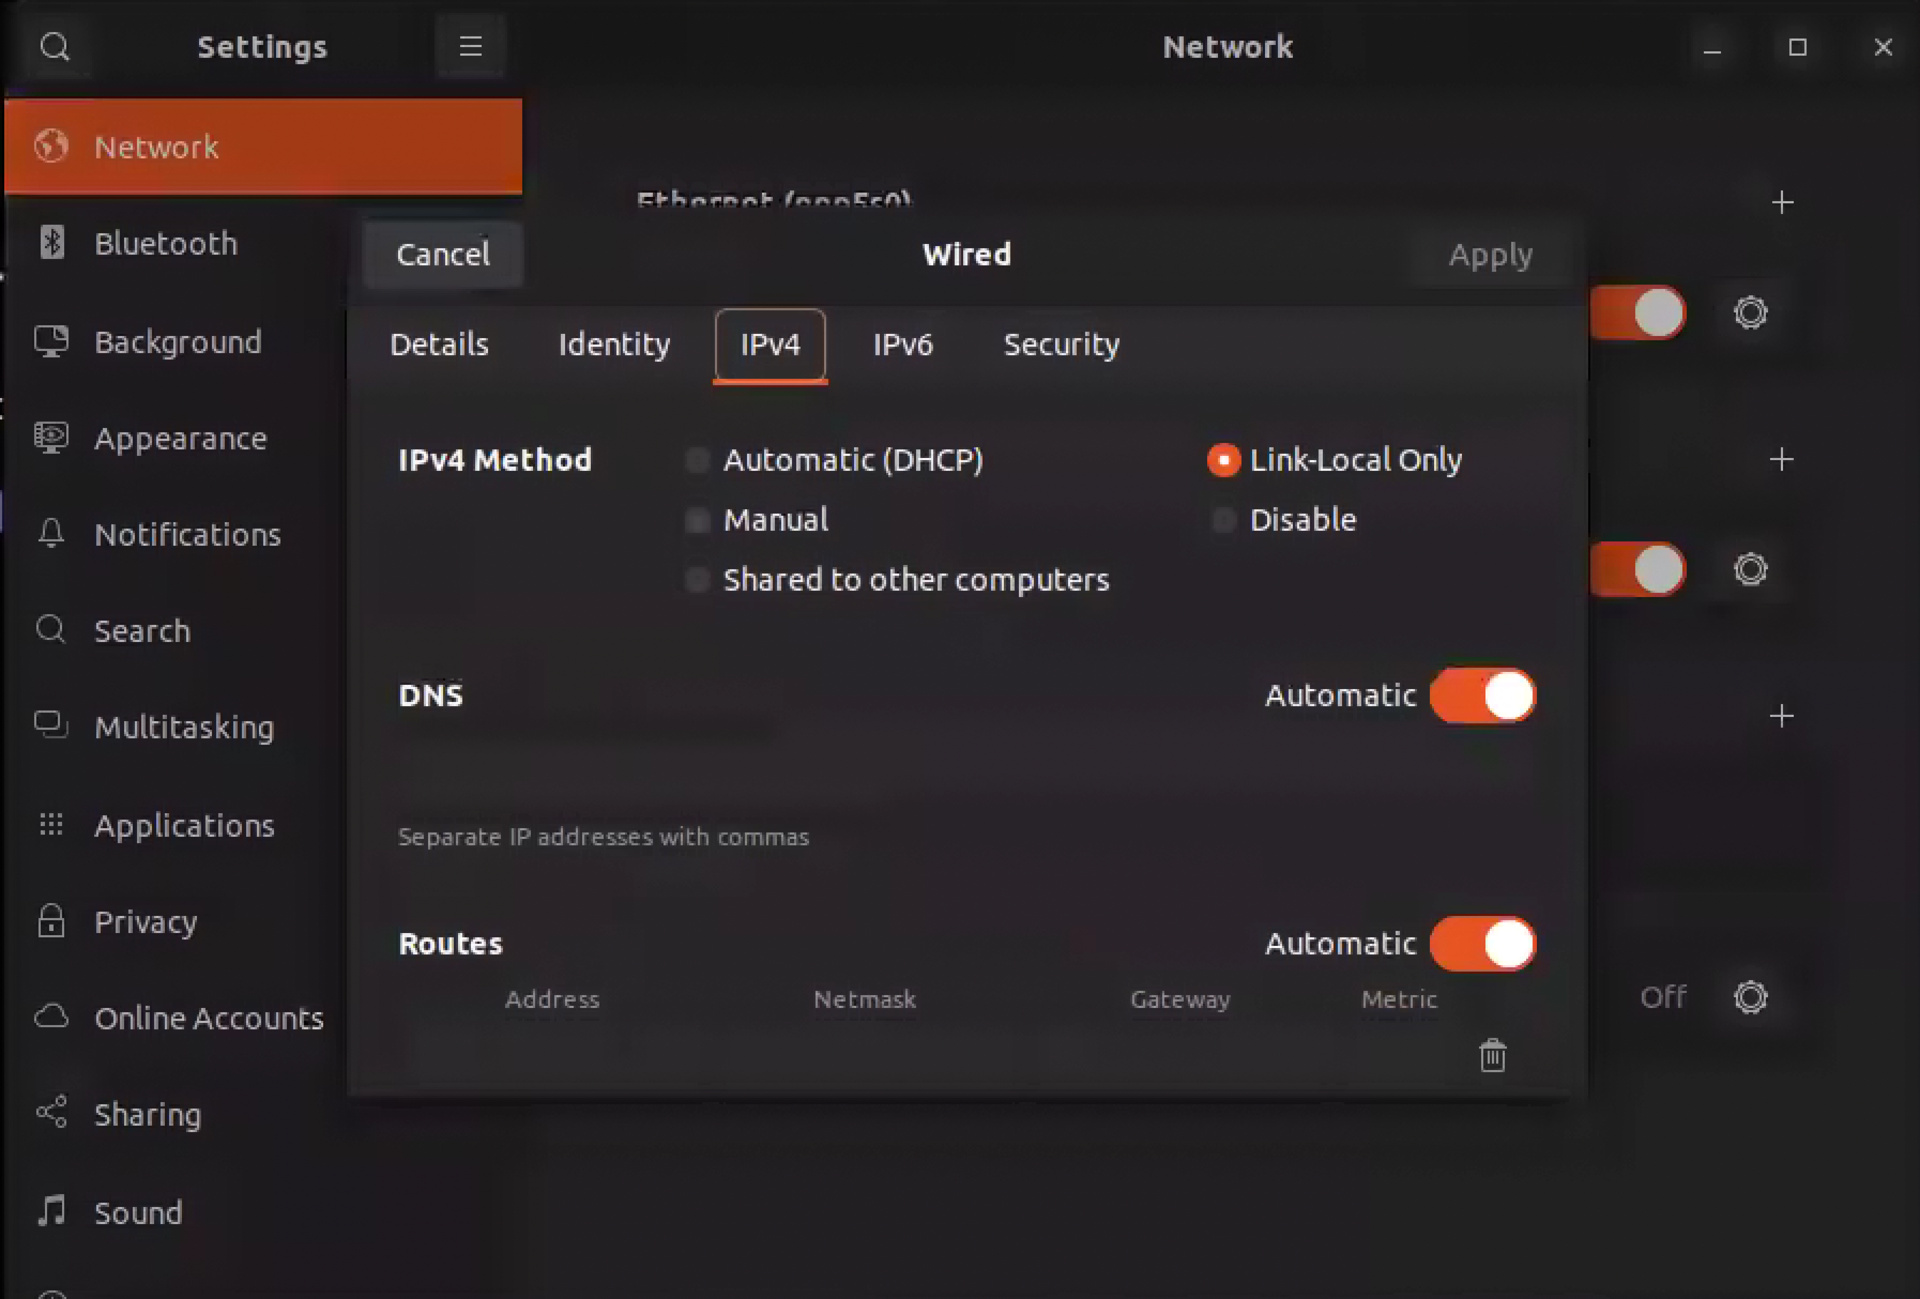 Settings
Network
Network
Bluetooth
Background
Appearance
Notifications
Search
Multitasking
Applications
Privacy
Online Accounts
Sharing
Sound
Ethernet (enp5s0)
Cancel
Wired
Apply
Details Identity IPv4 IPv6 Security
IPv4 Method
Automatic (DHCP)
Link-Local Only
Manual
Disable
Shared to other computers
DNS
Automatic
Separate IP addresses with commas
Routes
Automatic
Address Netmask Gateway Metric
Off